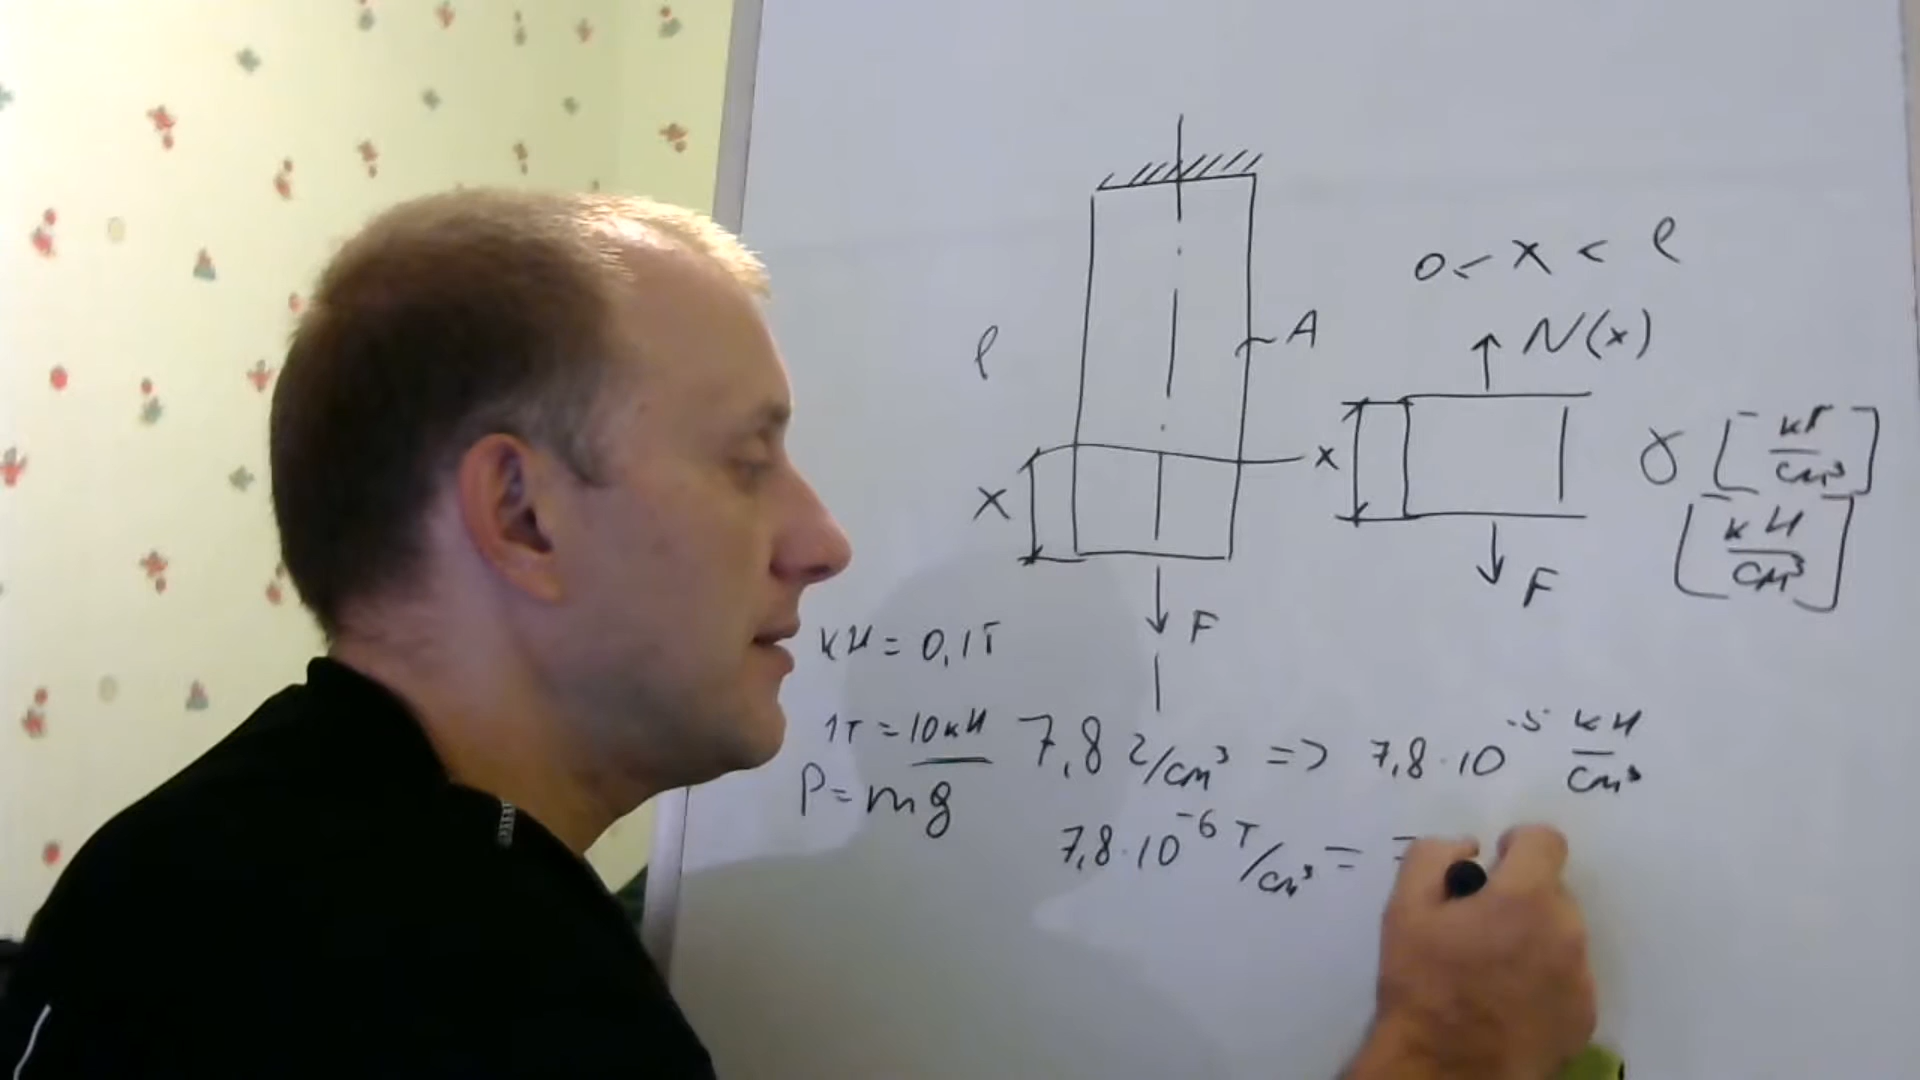 0 < x < l
N(x)
l
A
x
x
γ [кГ/см³]
[кН/см³]
F
F
кН = 0,1Т
1Т = 10кН
7,8 г/см³ => 7,8·10⁻⁵ кН/см³
P = mg
7,8·10⁻⁶ Т/см³ =